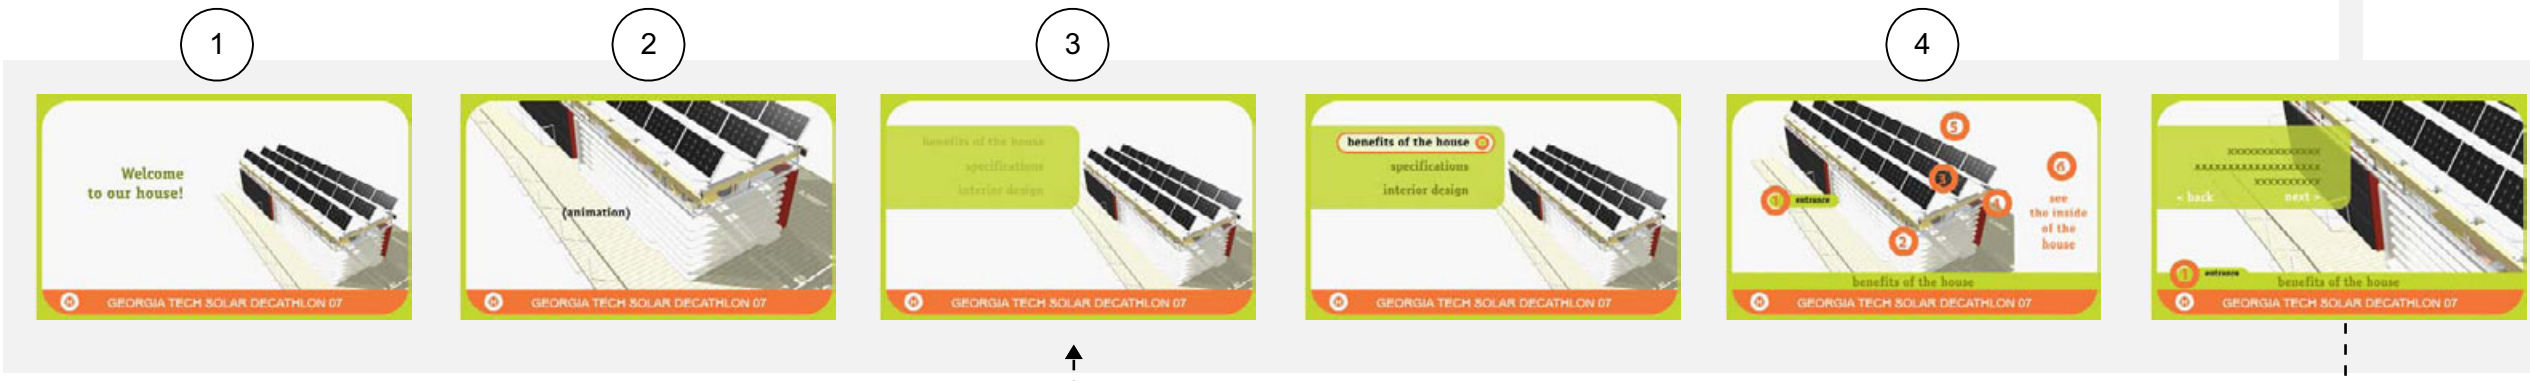 1
2
3
4
Welcome
to our house!
GEORGIA TECH SOLAR DECATHLON 07
(animation)
GEORGIA TECH SOLAR DECATHLON 07
benefits of the house
specifications
interior design
GEORGIA TECH SOLAR DECATHLON 07
benefits of the house
specifications
interior design
GEORGIA TECH SOLAR DECATHLON 07
5
6
3
1 entrance
4
2
see
the inside
of the
house
benefits of the house
GEORGIA TECH SOLAR DECATHLON 07
xxxxxxxxxxxxx
xxxxxxxxxxxxxxxxxx
xxxxxxxxx
< back next >
1 entrance
benefits of the house
GEORGIA TECH SOLAR DECATHLON 07